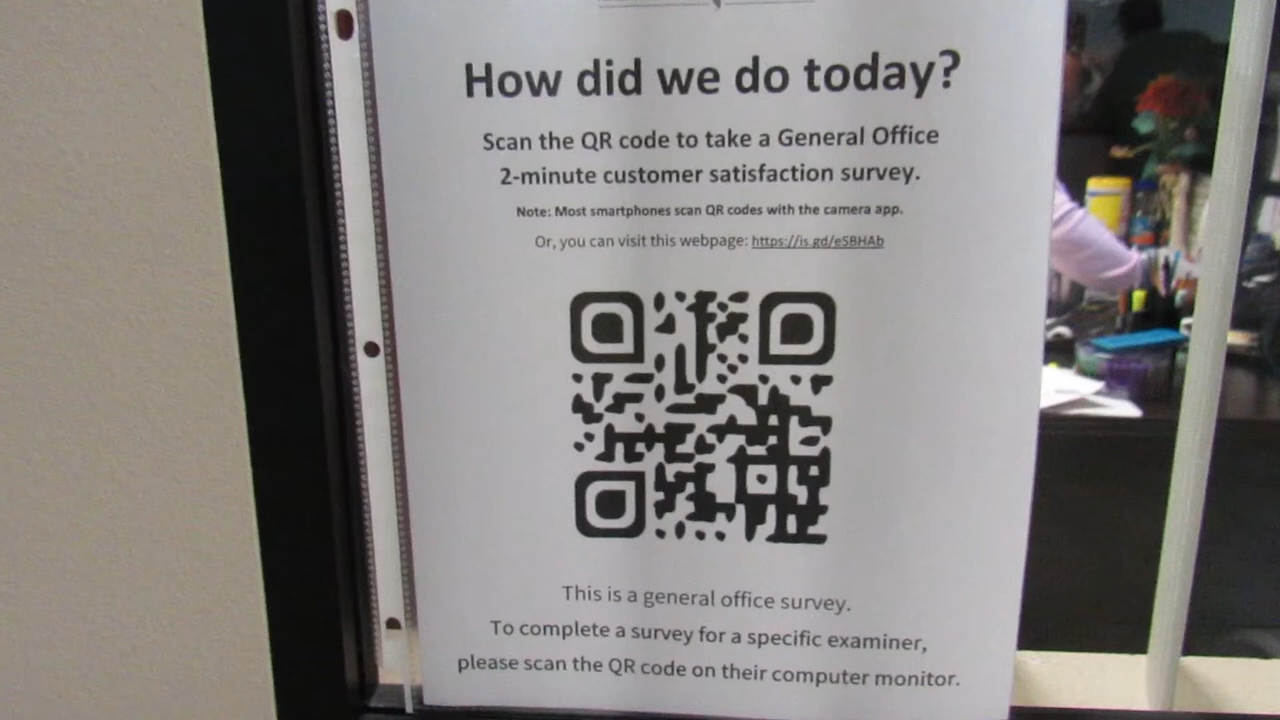 How did we do today?
Scan the QR code to take a General Office
2-minute customer satisfaction survey.
Note: Most smartphones scan QR codes with the camera app.
Or, you can visit this webpage: https://is.gd/eSBHAb
This is a general office survey.
To complete a survey for a specific examiner,
please scan the QR code on their computer monitor.